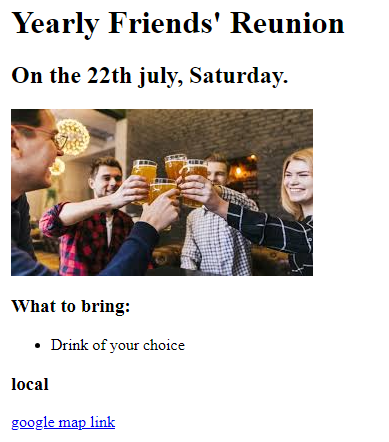 Yearly Friends' Reunion
On the 22th july, Saturday.
What to bring:
Drink of your choice
local
google map link